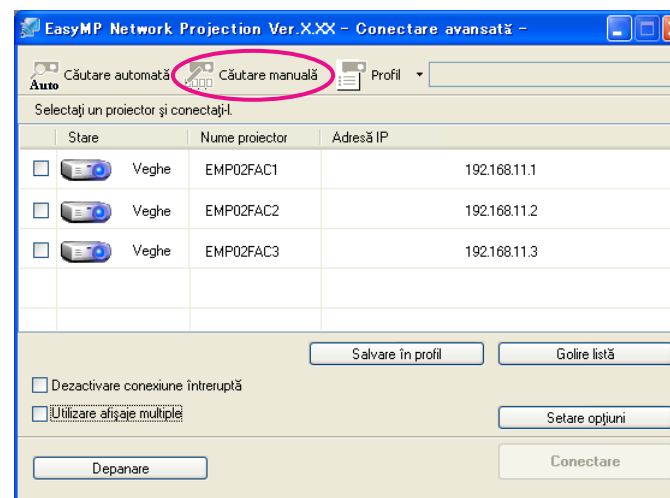 EasyMP Network Projection Ver.X.XX - Conectare avansată -
Auto Căutare automată Căutare manuală Profil
Selectaţi un proiector şi conectaţi-l.
Stare Nume proiector Adresă IP
Veghe EMP02FAC1 192.168.11.1
Veghe EMP02FAC2 192.168.11.2
Veghe EMP02FAC3 192.168.11.3
Salvare în profil Golire listă
Dezactivare conexiune întreruptă
Utilizare afişaje multiple Setare opţiuni
Depanare Conectare